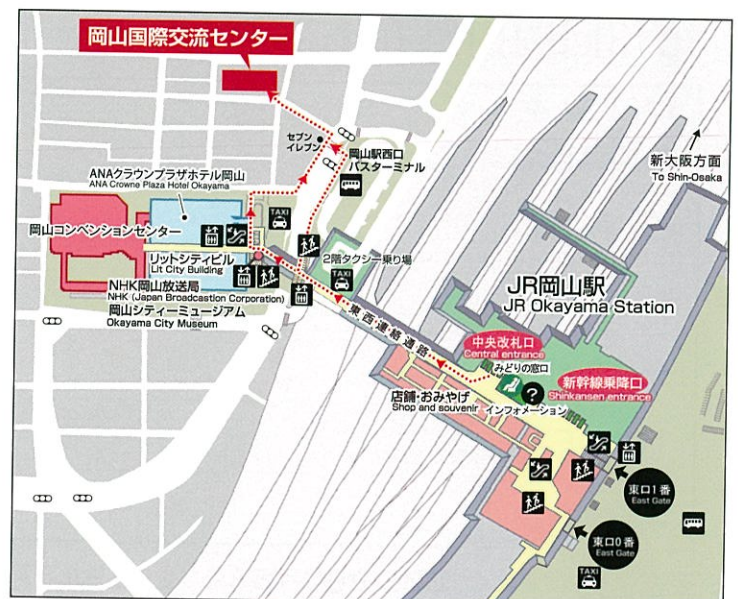 岡山国際交流センター
セブン
イレブン
岡山駅西口
バスターミナル
新大阪方面
To Shin-Osaka
ANAクラウンプラザホテル岡山
ANA Crowne Plaza Hotel Okayama
TAXI
岡山コンベンションセンター
リットシティビル
Lit City Building
2階タクシー乗り場
TAXI
NHK岡山放送局
NHK (Japan Broadcastion Corporation)
岡山シティーミュージアム
Okayama City Museum
JR岡山駅
JR Okayama Station
東西連絡通路
中央改札口
Central entrance
みどりの窓口
新幹線乗降口
Shinkansen entrance
店舗・おみやげ
Shop and souvenir
?
インフォメーション
東口1番
East Gate
東口0番
East Gate
TAXI